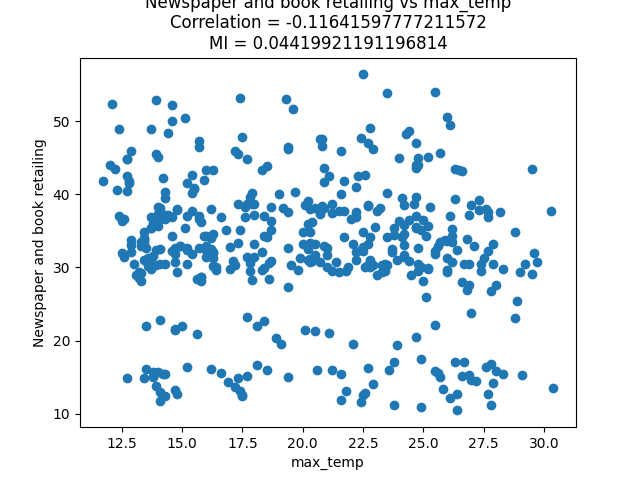 Newspaper and book retailing vs max_temp
Correlation = -0.11641597777211572
MI = 0.04419921191196814
Newspaper and book retailing
50
40
30
20
10
12.5 15.0 17.5 20.0 22.5 25.0 27.5 30.0
max_temp